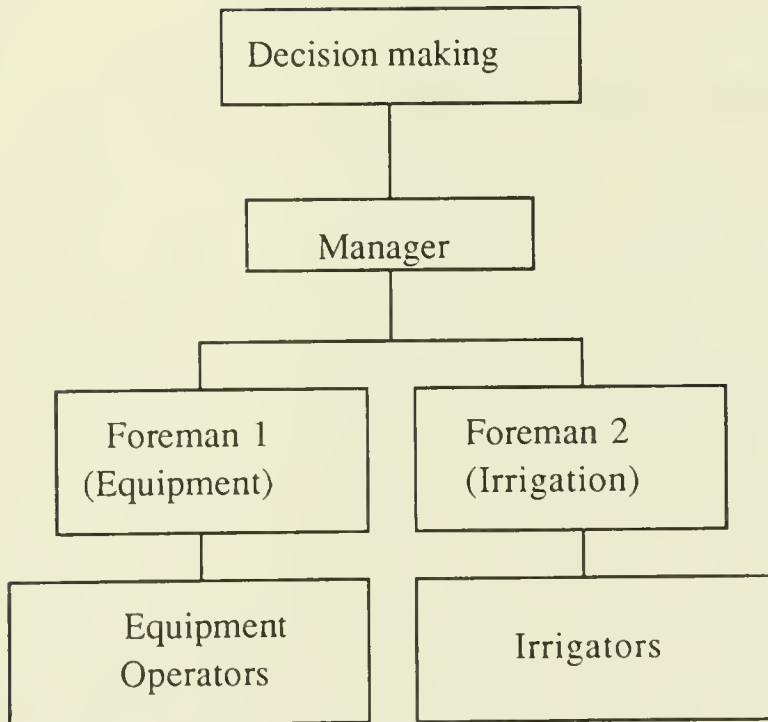 Decision making
Manager
Foreman 1
(Equipment)
Foreman 2
(Irrigation)
Equipment
Operators
Irrigators